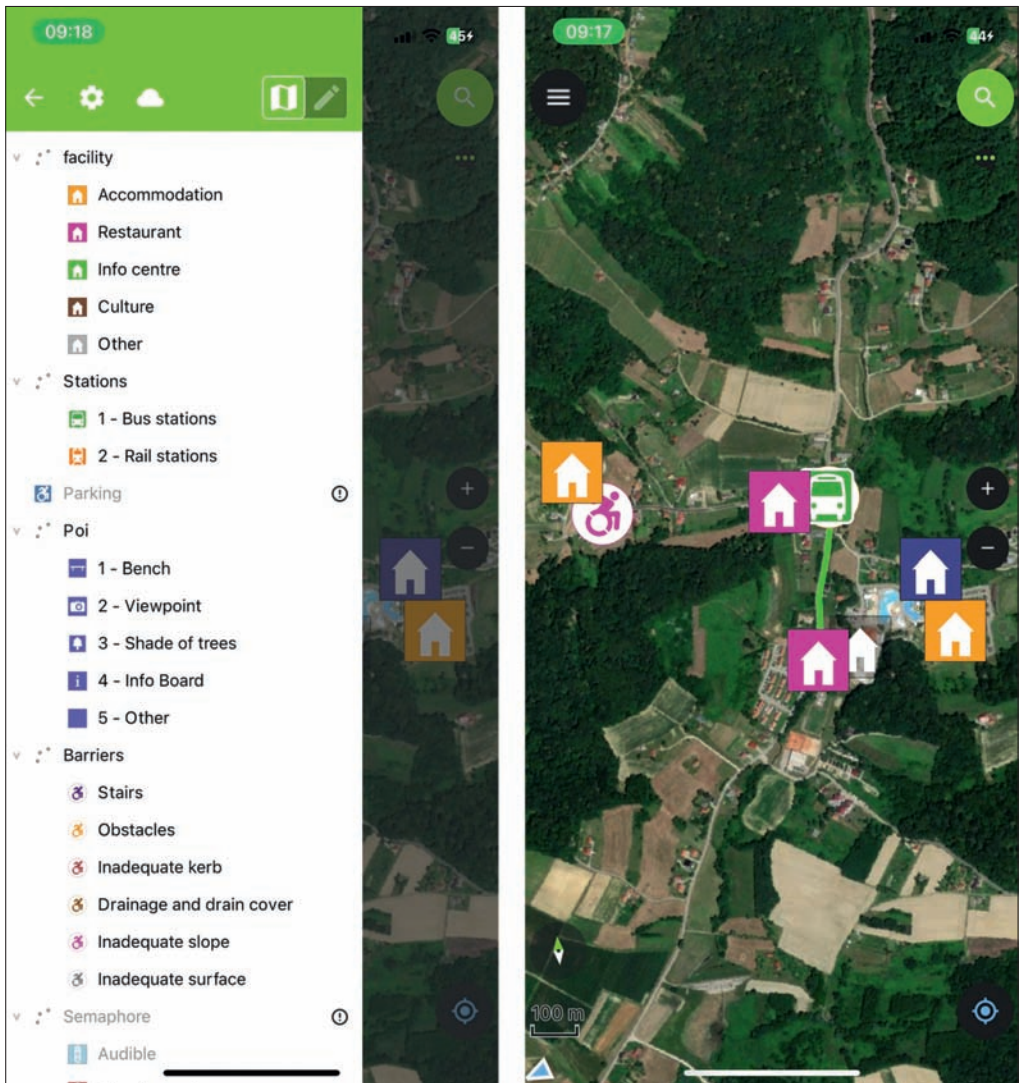 09:18
45
facility
Accommodation
Restaurant
Info centre
Culture
Other
Stations
1 - Bus stations
2 - Rail stations
Parking
Poi
1 - Bench
2 - Viewpoint
3 - Shade of trees
4 - Info Board
5 - Other
Barriers
Stairs
Obstacles
Inadequate kerb
Drainage and drain cover
Inadequate slope
Inadequate surface
Semaphore
Audible
09:17
44
100 m